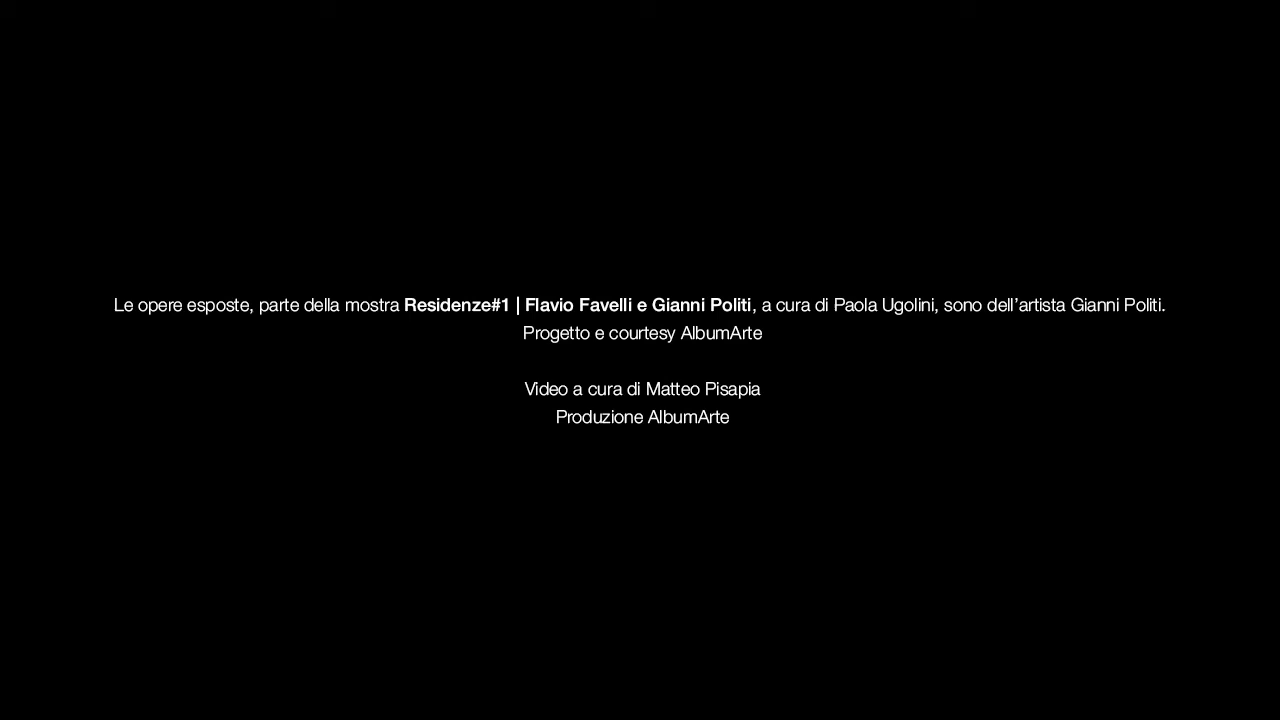 Le opere esposte, parte della mostra Residenze#1 | Flavio Favelli e Gianni Politi, a cura di Paola Ugolini, sono dell’artista Gianni Politi.
Progetto e courtesy AlbumArte
Video a cura di Matteo Pisapia
Produzione AlbumArte